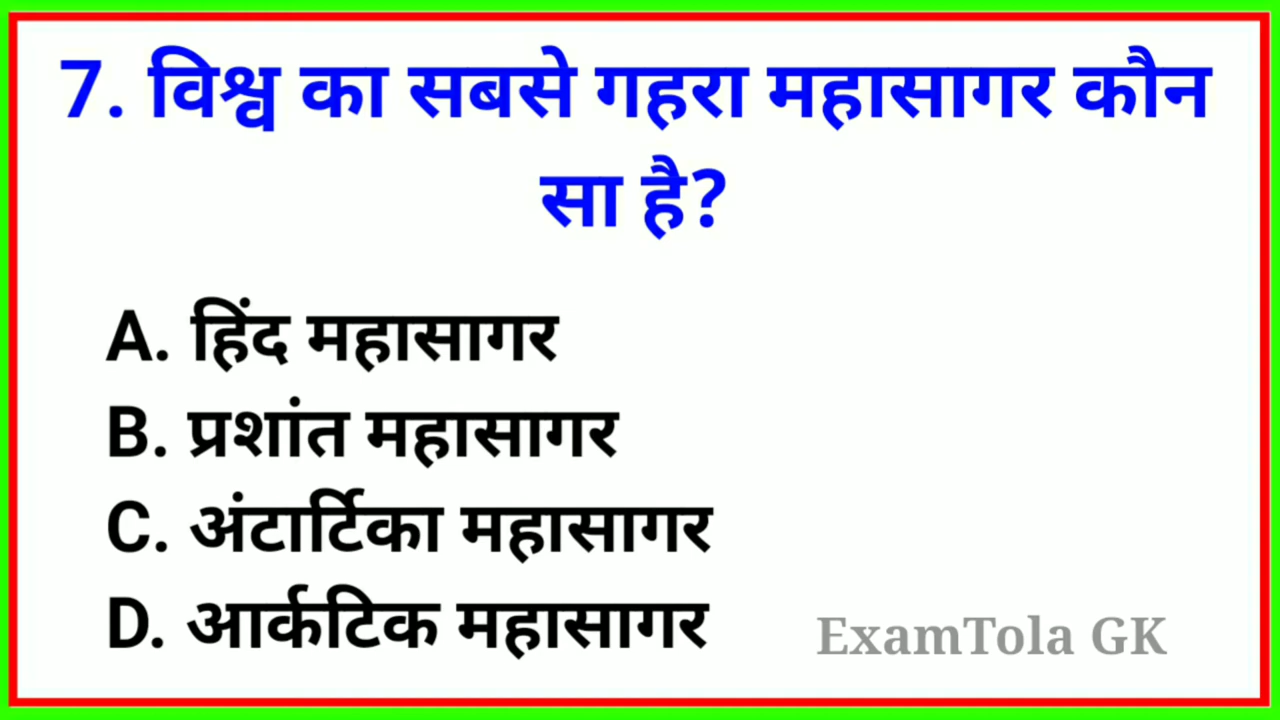 7. विश्व का सबसे गहरा महासागर कौन
सा है?
A. हिंद महासागर
B. प्रशांत महासागर
C. अंटार्टिका महासागर
D. आर्कटिक महासागर
ExamTola GK